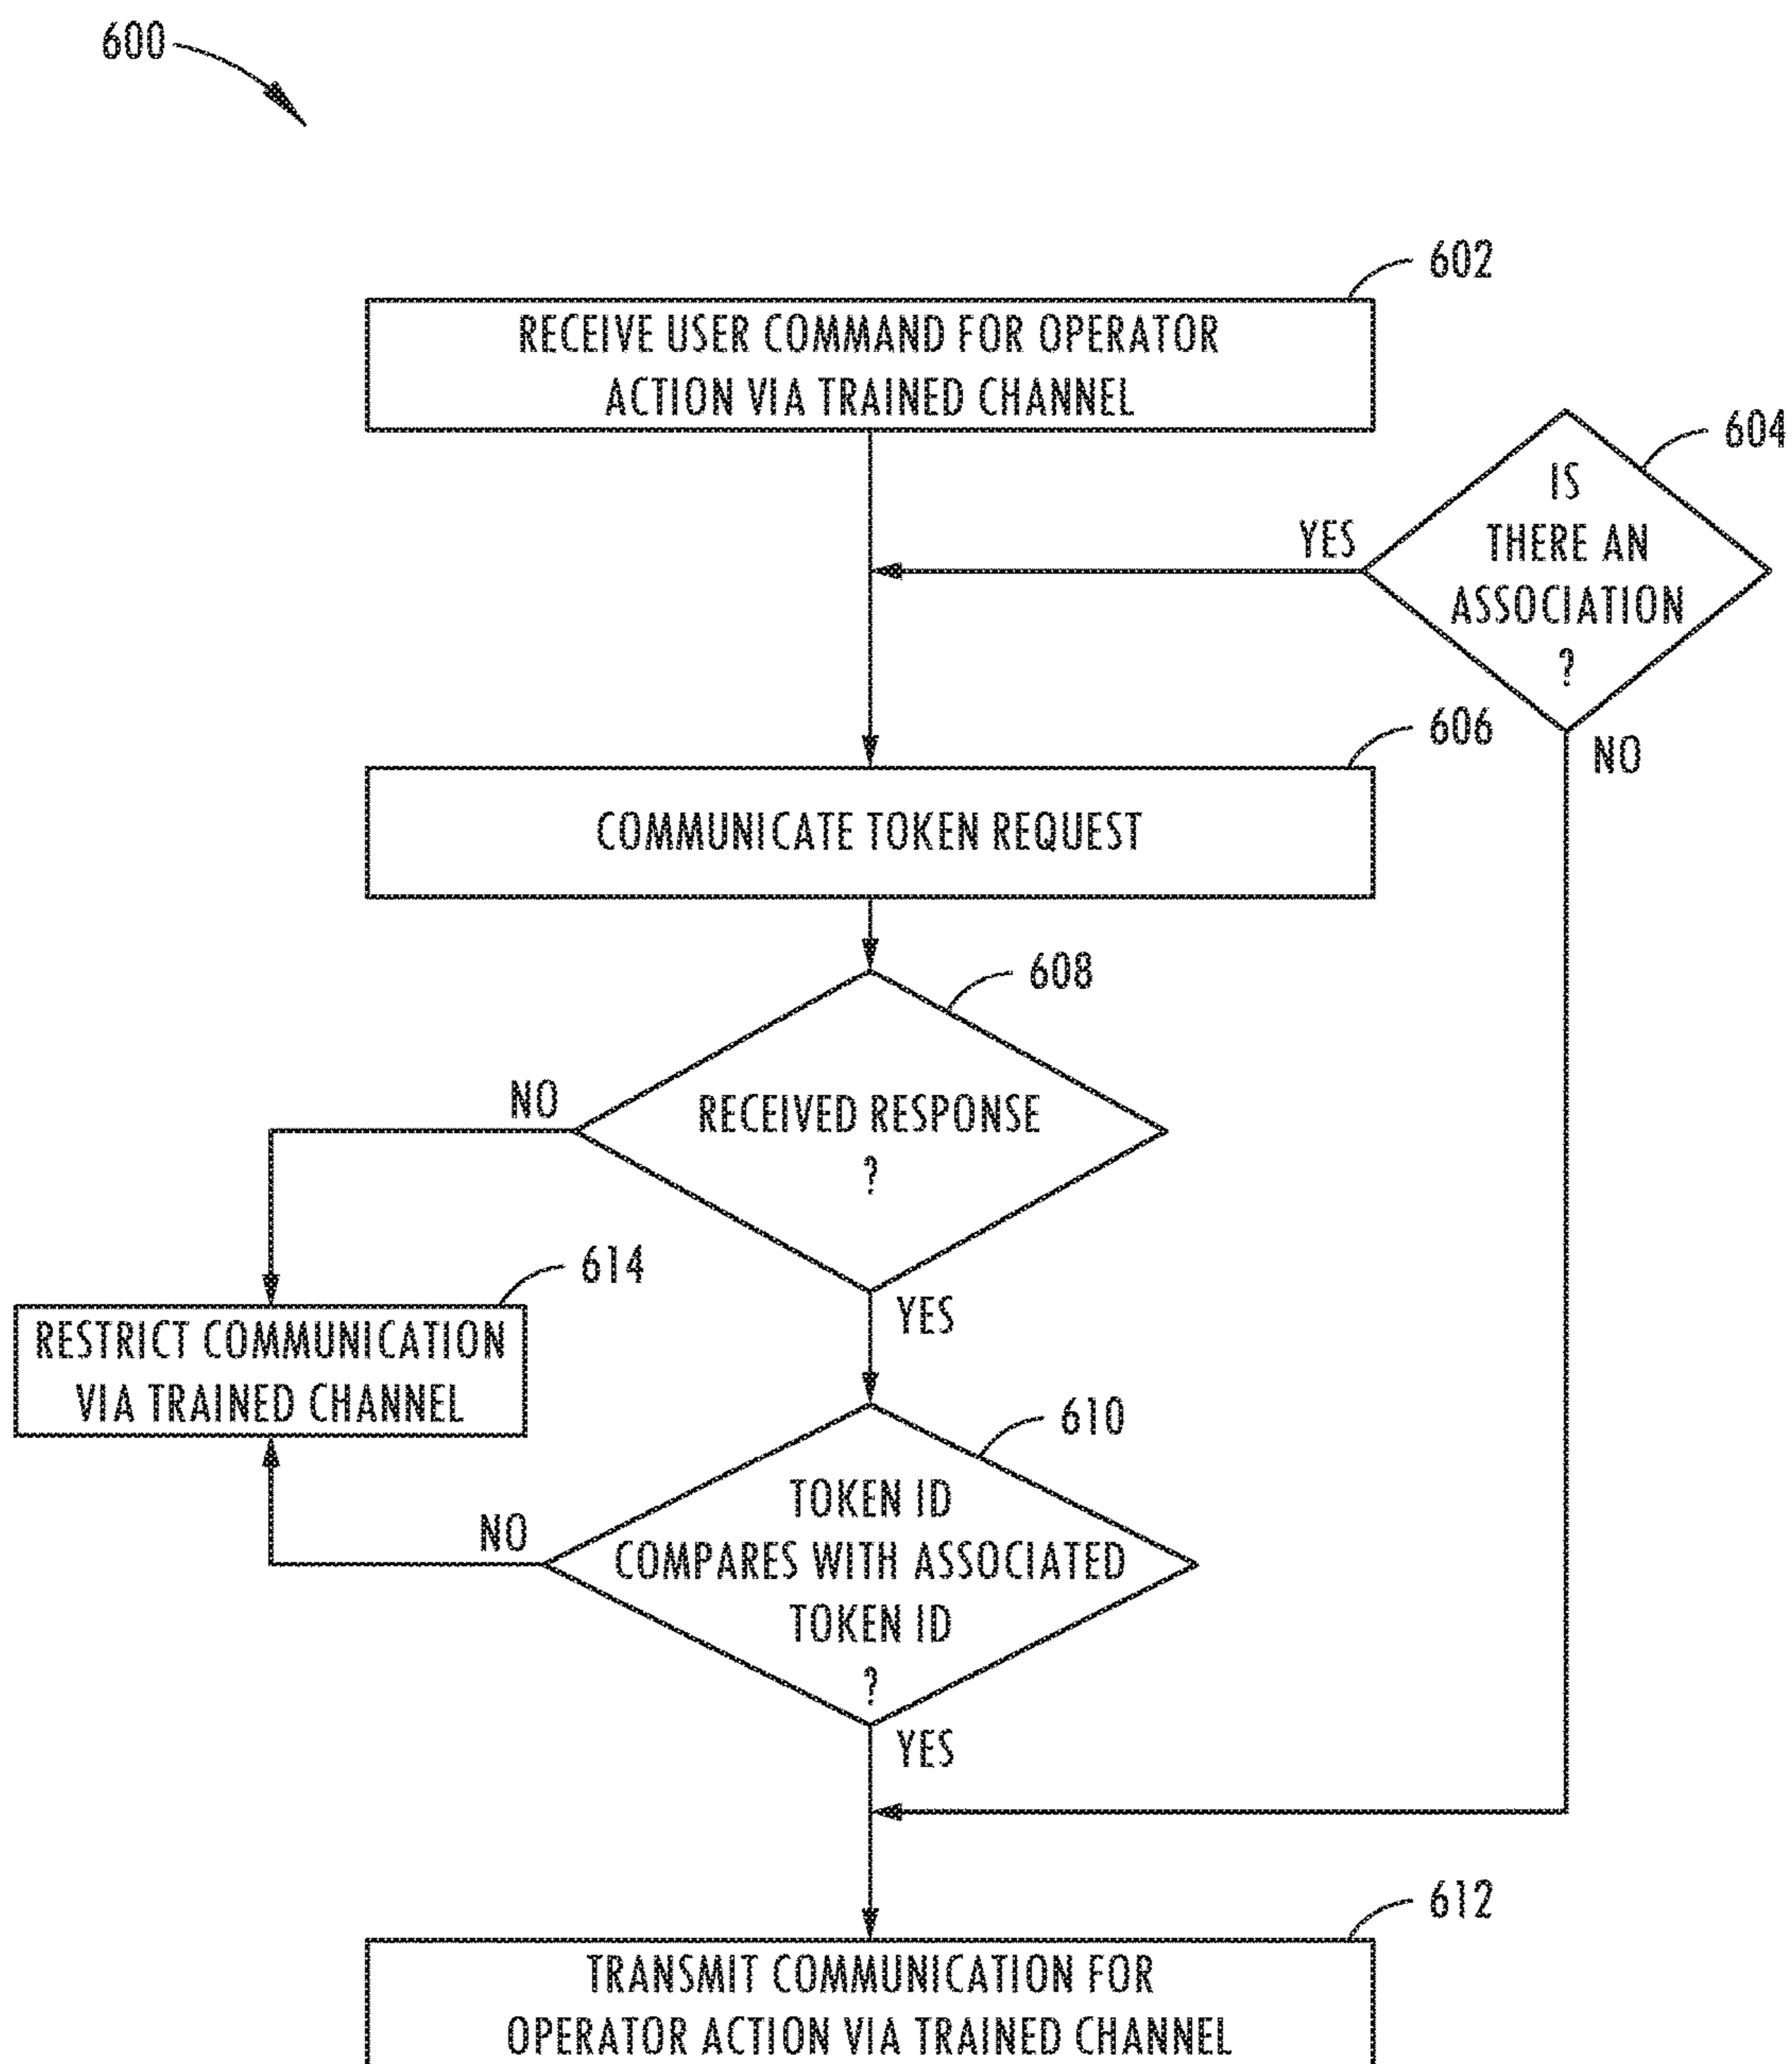 600
602
RECEIVE USER COMMAND FOR OPERATOR
ACTION VIA TRAINED CHANNEL
604
IS
THERE AN
ASSOCIATION
?
YES
NO
606
COMMUNICATE TOKEN REQUEST
608
RECEIVED RESPONSE
?
NO
YES
614
RESTRICT COMMUNICATION
VIA TRAINED CHANNEL
610
TOKEN ID
COMPARES WITH ASSOCIATED
TOKEN ID
?
NO
YES
612
TRANSMIT COMMUNICATION FOR
OPERATOR ACTION VIA TRAINED CHANNEL